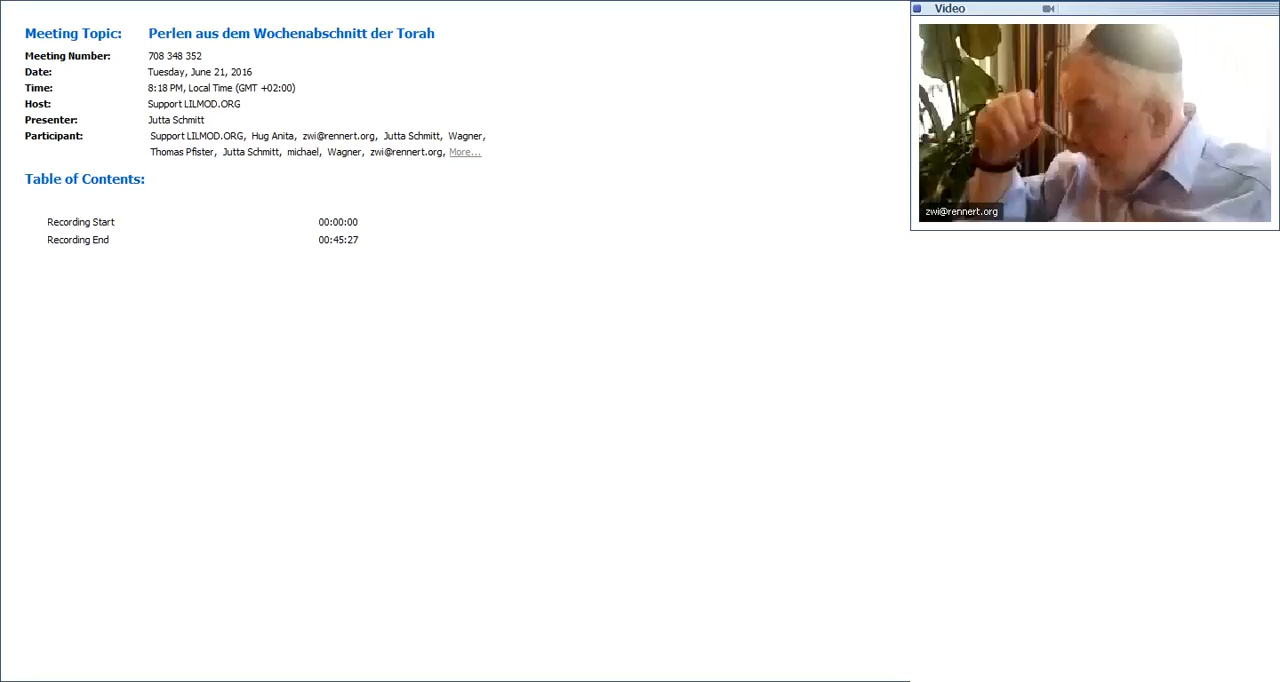 Meeting Topic: Perlen aus dem Wochenabschnitt der Torah
Meeting Number: 708 348 352
Date: Tuesday, June 21, 2016
Time: 8:18 PM, Local Time (GMT +02:00)
Host: Support LILMOD.ORG
Presenter: Jutta Schmitt
Participant: Support LILMOD.ORG, Hug Anita, zwi@rennert.org, Jutta Schmitt, Wagner,
Thomas Pfister, Jutta Schmitt, michael, Wagner, zwi@rennert.org, More...
Table of Contents:
Recording Start 00:00:00
Recording End 00:45:27
Video
zwi@rennert.org